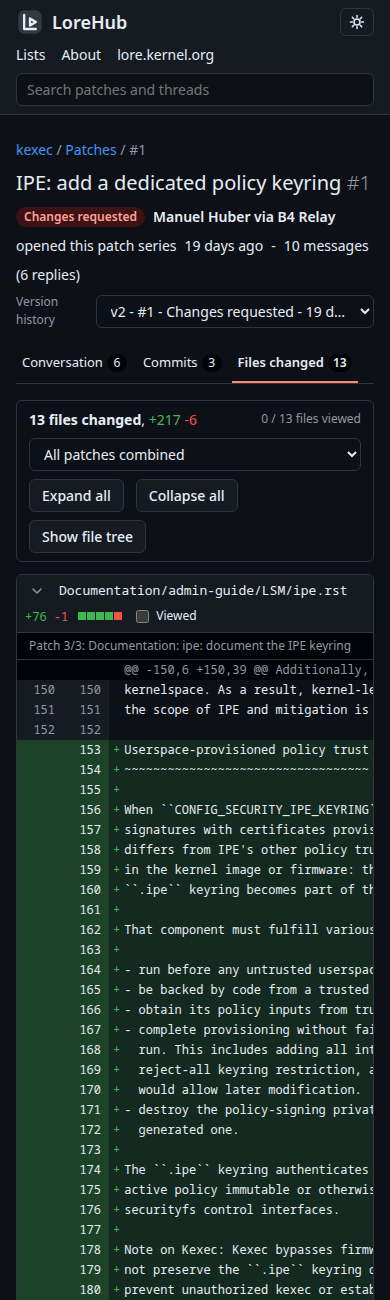 LoreHub
Lists About lore.kernel.org
Search patches and threads
kexec / Patches / #1
IPE: add a dedicated policy keyring #1
Changes requested Manuel Huber via B4 Relay
opened this patch series 19 days ago - 10 messages
(6 replies)
Version
history
v2 - #1 - Changes requested - 19 d...
Conversation 6 Commits 3 Files changed 13
13 files changed, +217 -6 0 / 13 files viewed
All patches combined
Expand all Collapse all
Show file tree
Documentation/admin-guide/LSM/ipe.rst
+76 -1 Viewed
Patch 3/3: Documentation: ipe: document the IPE keyring
@@ -150,6 +150,39 @@ Additionally,
150 150 kernelspace. As a result, kernel-le
151 151 the scope of IPE and mitigation is
152 152
153 + Userspace-provisioned policy trust
154 + ~~~~~~~~~~~~~~~~~~~~~~~~~~~~~~~~~~
155 +
156 + When ``CONFIG_SECURITY_IPE_KEYRING`
157 + signatures with certificates provis
158 + differs from IPE's other policy tru
159 + in the kernel image or firmware: th
160 + ``.ipe`` keyring becomes part of th
161 +
162 + That component must fulfill various
163 +
164 + - run before any untrusted userspac
165 + - be backed by code from a trusted
166 + - obtain its policy inputs from tru
167 + - complete provisioning without fai
168 + run. This includes adding all int
169 + reject-all keyring restriction, a
170 + would allow later modification.
171 + - destroy the policy-signing privat
172 + generated one.
173 +
174 + The ``.ipe`` keyring authenticates
175 + active policy immutable or otherwis
176 + securityfs control interfaces.
177 +
178 + Note on Kexec: Kexec bypasses firmw
179 + not preserve the ``.ipe`` keyring o
180 + prevent unauthorized kexec or estab